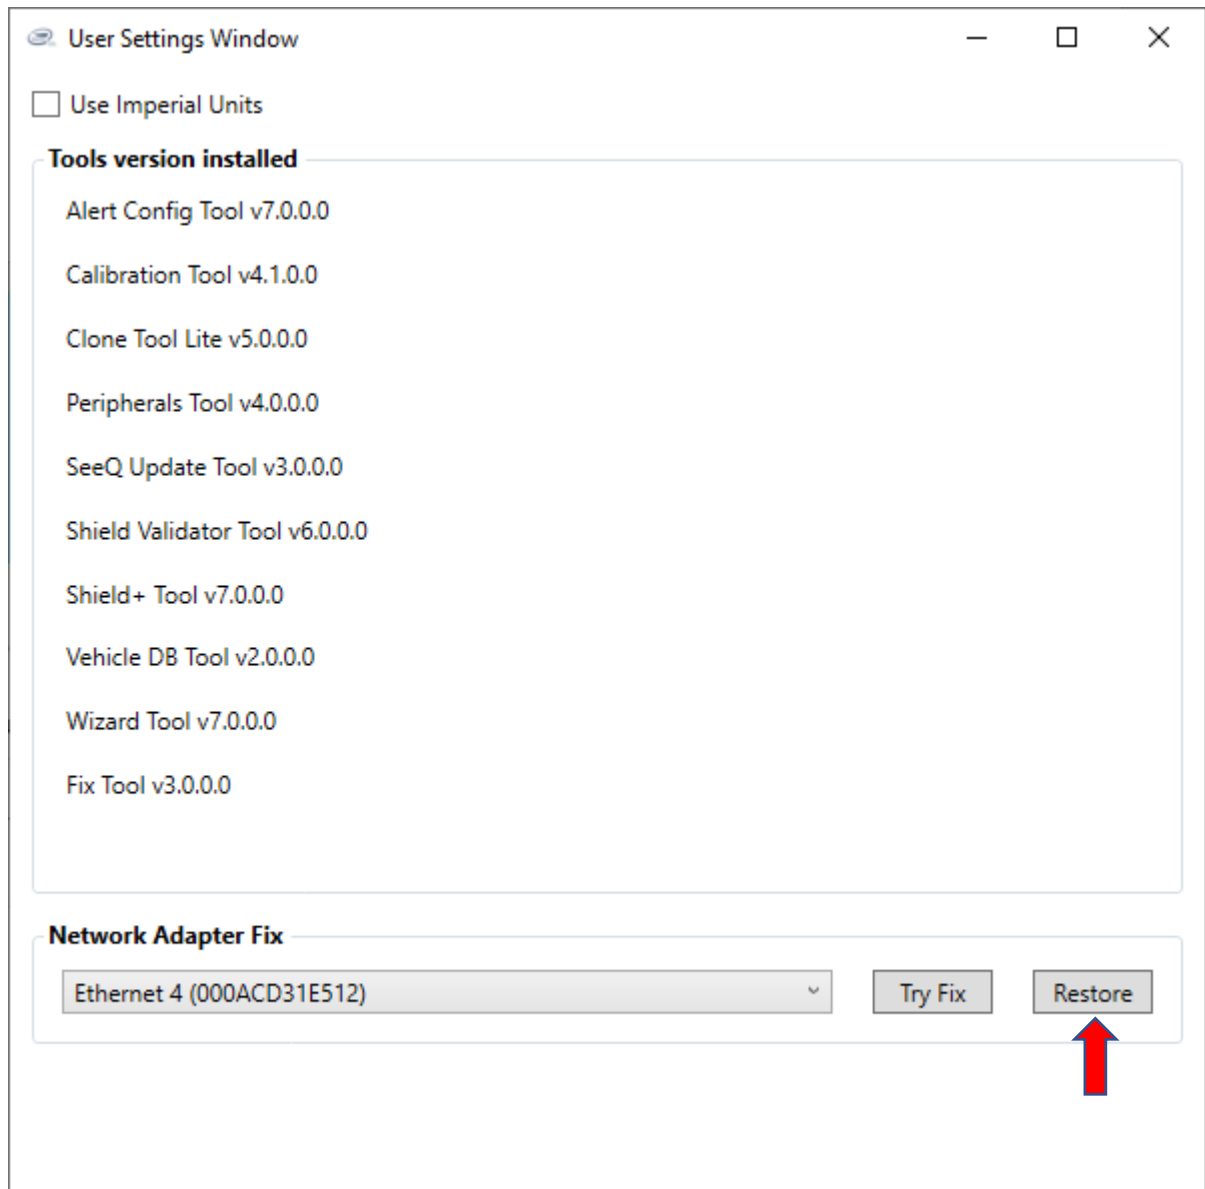 User Settings Window
Use Imperial Units
Tools version installed
Alert Config Tool v7.0.0.0
Calibration Tool v4.1.0.0
Clone Tool Lite v5.0.0.0
Peripherals Tool v4.0.0.0
SeeQ Update Tool v3.0.0.0
Shield Validator Tool v6.0.0.0
Shield+ Tool v7.0.0.0
Vehicle DB Tool v2.0.0.0
Wizard Tool v7.0.0.0
Fix Tool v3.0.0.0
Network Adapter Fix
Ethernet 4 (000ACD31E512) Try Fix Restore